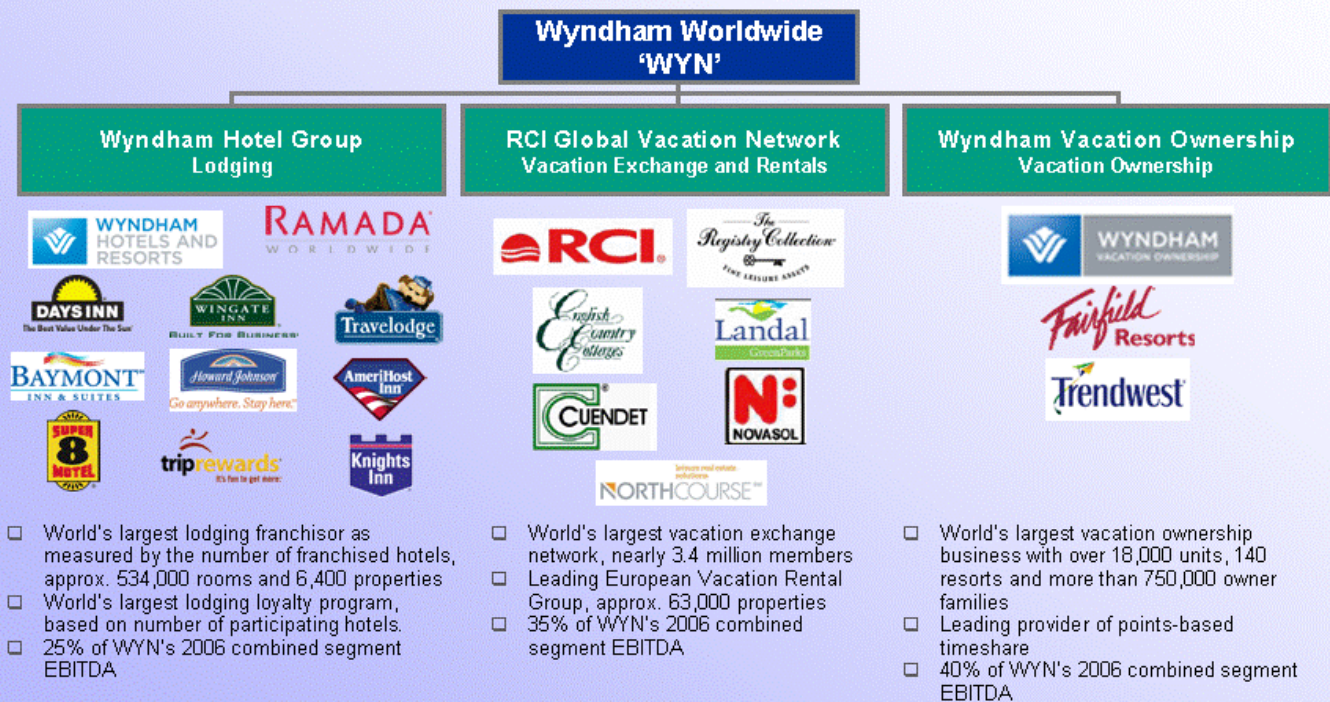 Wyndham Worldwide
‘WYN’
Wyndham Hotel Group
Lodging
RCI Global Vacation Network
Vacation Exchange and Rentals
Wyndham Vacation Ownership
Vacation Ownership
WYNDHAM
HOTELS AND
RESORTS
RAMADA
WORLDWIDE
DAYS INN
The Best Value Under The Sun
WINGATE
INN
BUILT FOR BUSINESS
Travelodge
BAYMONT
INN & SUITES
Howard Johnson
Go anywhere. Stay here.
AmeriHost
Inn
SUPER
8
MOTEL
triprewards
it's fun to get more
Knights
Inn
RCI
The
Registry Collection
FINE LEISURE ASSETS
English
Country
Cottages
Landal
GreenParks
CUENDET
N:
NOVASOL
leisure real estate
solutions
NORTHCOURSE
WYNDHAM
VACATION OWNERSHIP
Fairfield
Resorts
Trendwest
❑ World's largest lodging franchisor as
measured by the number of franchised hotels,
approx. 534,000 rooms and 6,400 properties
❑ World's largest lodging loyalty program,
based on number of participating hotels.
❑ 25% of WYN's 2006 combined segment
EBITDA
❑ World's largest vacation exchange
network, nearly 3.4 million members
❑ Leading European Vacation Rental
Group, approx. 63,000 properties
❑ 35% of WYN's 2006 combined
segment EBITDA
❑ World's largest vacation ownership
business with over 18,000 units, 140
resorts and more than 750,000 owner
families
❑ Leading provider of points-based
timeshare
❑ 40% of WYN's 2006 combined segment
EBITDA